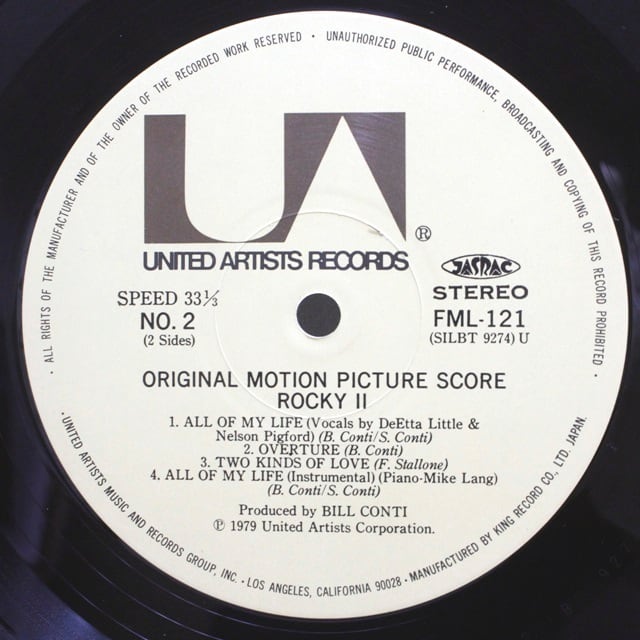 · ALL RIGHTS OF THE MANUFACTURER AND OF THE OWNER OF THE RECORDED WORK RESERVED · UNAUTHORIZED PUBLIC PERFORMANCE, BROADCASTING AND COPYING OF THIS RECORD PROHIBITED ·
UA ®
UNITED ARTISTS RECORDS
JASRAC
SPEED 33⅓ STEREO
NO. 2 FML-121
(2 Sides) (SILBT 9274) U
ORIGINAL MOTION PICTURE SCORE
ROCKY II
1. ALL OF MY LIFE (Vocals by DeEtta Little &
Nelson Pigford) (B. Conti/S. Conti)
2. OVERTURE (B. Conti)
3. TWO KINDS OF LOVE (F. Stallone)
4. ALL OF MY LIFE (Instrumental) (Piano-Mike Lang)
(B. Conti/S. Conti)
Produced by BILL CONTI
℗ 1979 United Artists Corporation.
· UNITED ARTISTS MUSIC AND RECORDS GROUP, INC. · LOS ANGELES, CALIFORNIA 90028 · MANUFACTURED BY KING RECORD CO., LTD. JAPAN.